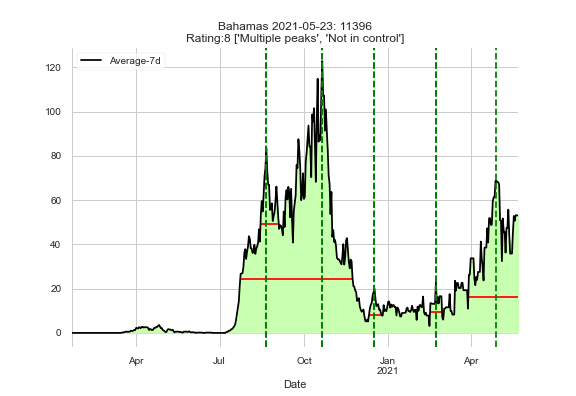 Bahamas 2021-05-23: 11396
Rating:8 ['Multiple peaks', 'Not in control']
Average-7d
120
100
80
60
40
20
0
Apr Jul Oct Jan Apr
2021
Date